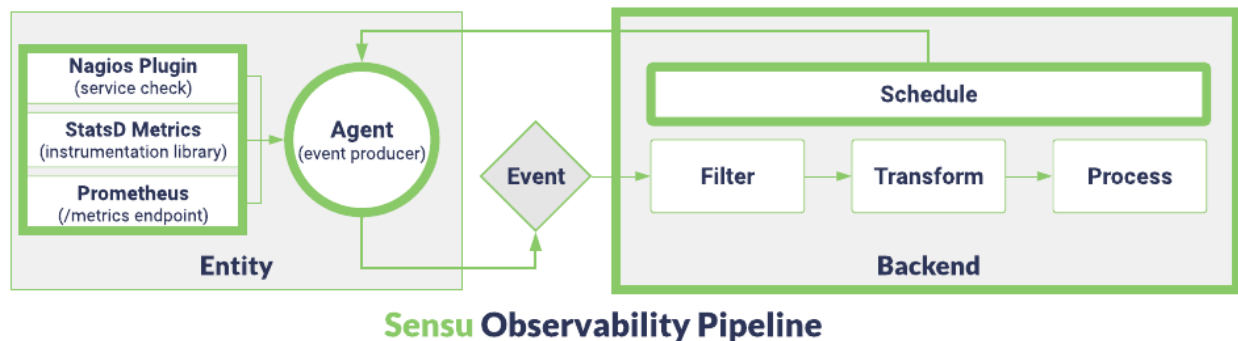 Nagios Plugin
(service check)
StatsD Metrics
(instrumentation library)
Prometheus
(/metrics endpoint)
Agent
(event producer)
Entity
Event
Schedule
Filter
Transform
Process
Backend
Sensu Observability Pipeline